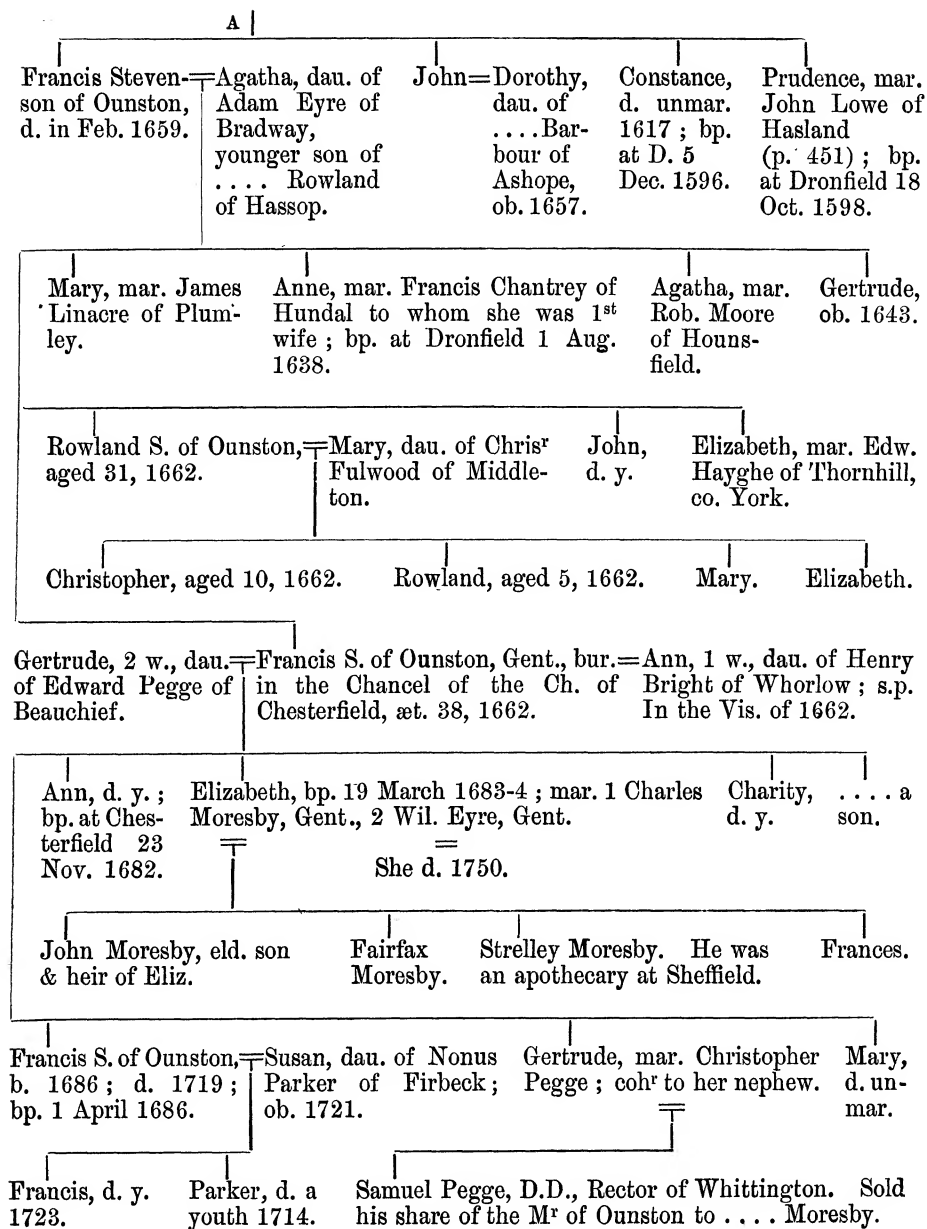 A
Francis Steven-=Agatha, dau. of John=Dorothy, Constance, Prudence, mar.
son of Ounston, Adam Eyre of dau. of d. unmar. John Lowe of
d. in Feb. 1659. Bradway, ....Bar- 1617 ; bp. Hasland
younger son of bour of at D. 5 (p. 451) ; bp.
.... Rowland Ashope, Dec. 1596. at Dronfield 18
of Hassop. ob. 1657. Oct. 1598.
Mary, mar. James Anne, mar. Francis Chantrey of Agatha, mar. Gertrude,
Linacre of Plum- Hundal to whom she was 1st Rob. Moore ob. 1643.
ley. wife ; bp. at Dronfield 1 Aug. of Houns-
1638. field.
Rowland S. of Ounston,=Mary, dau. of Chrisr John, Elizabeth, mar. Edw.
aged 31, 1662. Fulwood of Middle- d. y. Hayghe of Thornhill,
ton. co. York.
Christopher, aged 10, 1662. Rowland, aged 5, 1662. Mary. Elizabeth.
Gertrude, 2 w., dau.=Francis S. of Ounston, Gent., bur.=Ann, 1 w., dau. of Henry
of Edward Pegge of in the Chancel of the Ch. of Bright of Whorlow ; s.p.
Beauchief. Chesterfield, æt. 38, 1662. In the Vis. of 1662.
Ann, d. y. ; Elizabeth, bp. 19 March 1683-4 ; mar. 1 Charles Charity, .... a
bp. at Ches- Moresby, Gent., 2 Wil. Eyre, Gent. d. y. son.
terfield 23 = =
Nov. 1682. She d. 1750.
John Moresby, eld. son Fairfax Strelley Moresby. He was Frances.
& heir of Eliz. Moresby. an apothecary at Sheffield.
Francis S. of Ounston,=Susan, dau. of Nonus Gertrude, mar. Christopher Mary,
b. 1686 ; d. 1719 ; Parker of Firbeck ; Pegge ; cohr to her nephew. d. un-
bp. 1 April 1686. ob. 1721. = mar.
Francis, d. y. Parker, d. a Samuel Pegge, D.D., Rector of Whittington. Sold
1723. youth 1714. his share of the Mr of Ounston to .... Moresby.